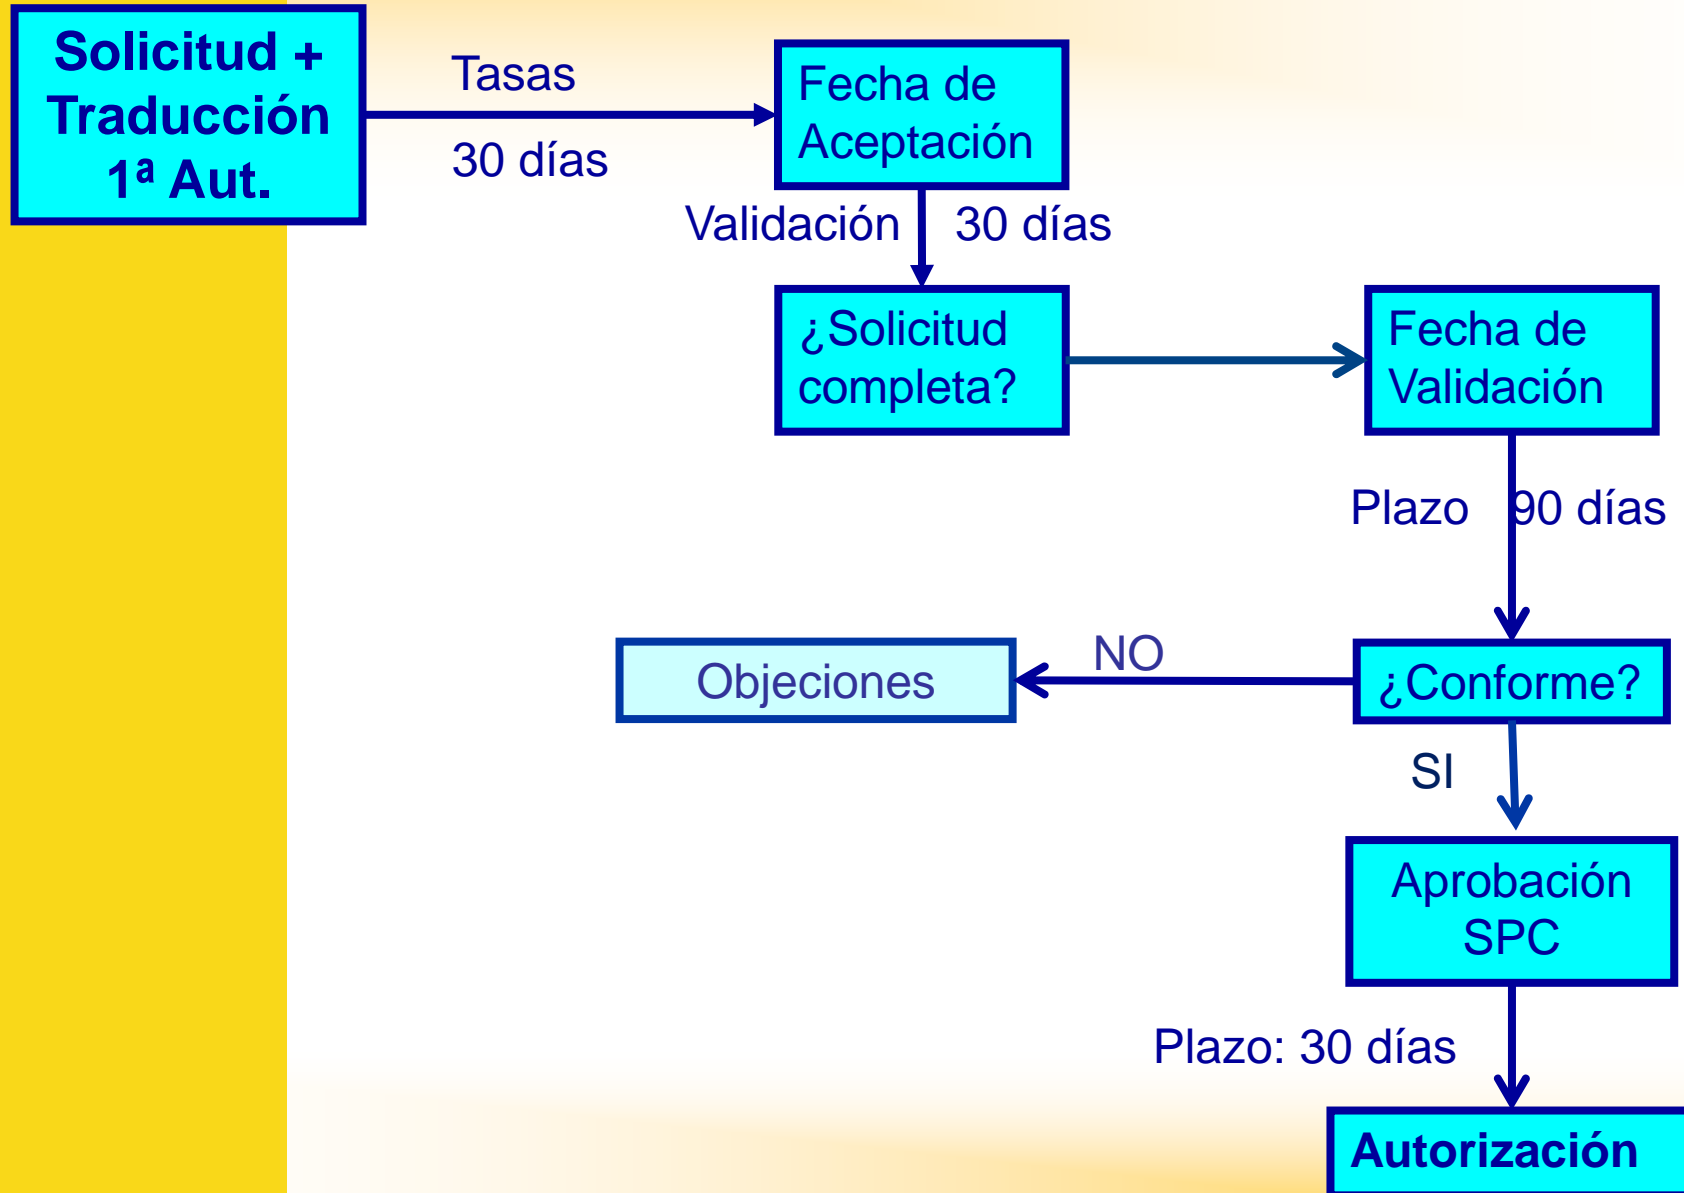 Solicitud +
Traducción
1ª Aut.
Tasas
30 días
Fecha de
Aceptación
Validación
30 días
¿Solicitud
completa?
Fecha de
Validación
Plazo
90 días
¿Conforme?
NO
Objeciones
SI
Aprobación
SPC
Plazo: 30 días
Autorización